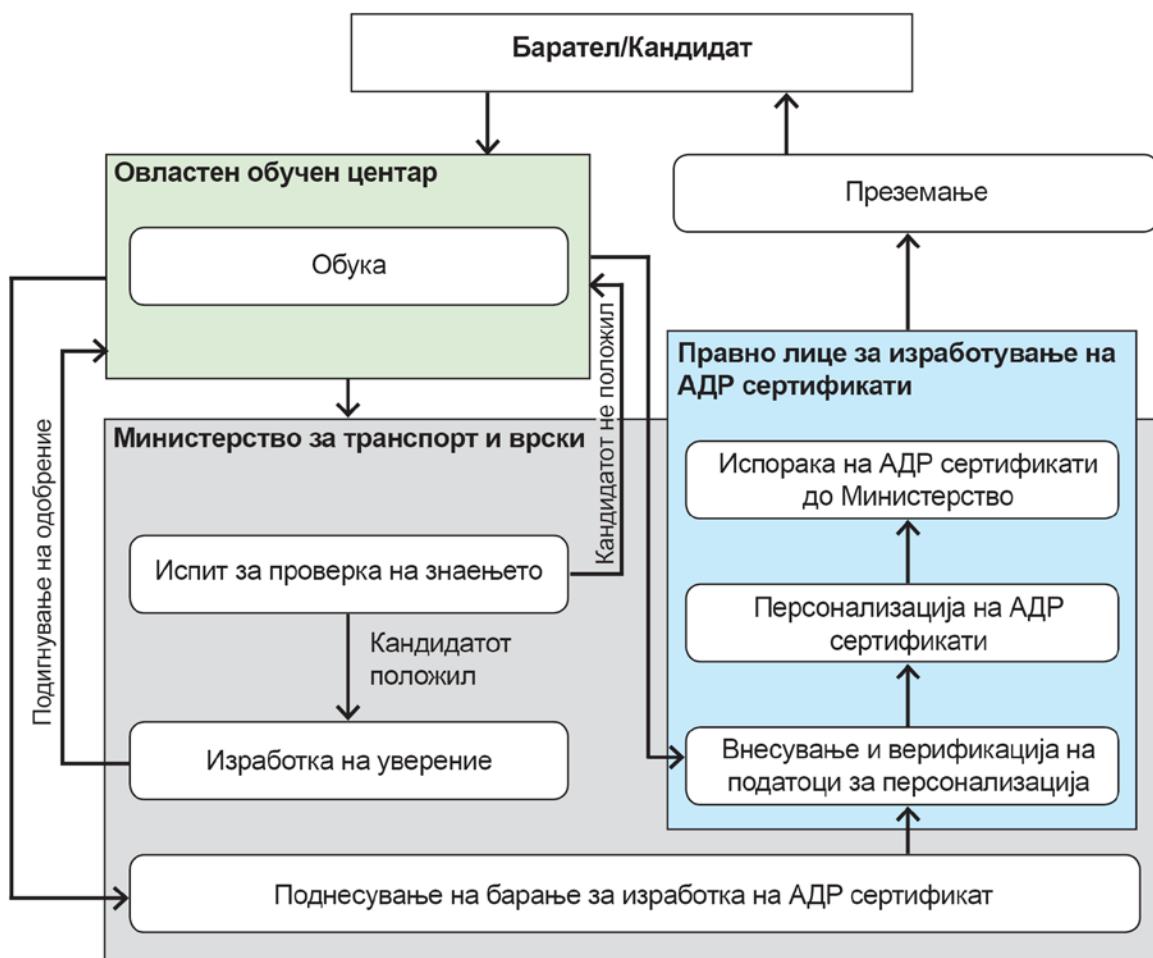 Барател/Кандидат
Овластен обучен центар
Обука
Преземање
Правно лице за изработување на
АДР сертификати
Министерство за транспорт и врски
Испорака на АДР сертификати
до Министерство
Кандидатот не положил
Подигнување на одобрение
Испит за проверка на знаењето
Персонализација на АДР
сертификати
Кандидатот
положил
Изработка на уверение
Внесување и верификација на
податоци за персонализација
Поднесување на барање за изработка на АДР сертификат